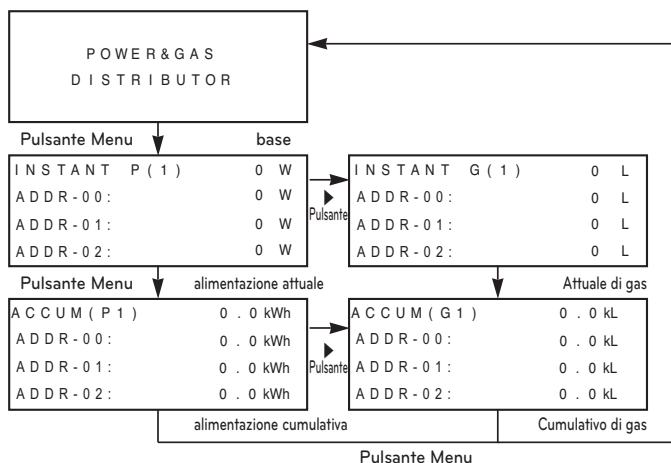 POWER&GAS
DISTRIBUTOR
Pulsante Menu base
INSTANT P(1) 0 W
ADDR-00: 0 W
ADDR-01: 0 W
ADDR-02: 0 W
Pulsante
INSTANT G(1) 0 L
ADDR-00: 0 L
ADDR-01: 0 L
ADDR-02: 0 L
Pulsante Menu alimentazione attuale
Attuale di gas
ACCUM(P1) 0.0 kWh
ADDR-00: 0.0 kWh
ADDR-01: 0.0 kWh
ADDR-02: 0.0 kWh
Pulsante
ACCUM(G1) 0.0 kL
ADDR-00: 0.0 kL
ADDR-01: 0.0 kL
ADDR-02: 0.0 kL
alimentazione cumulativa
Cumulativo di gas
Pulsante Menu